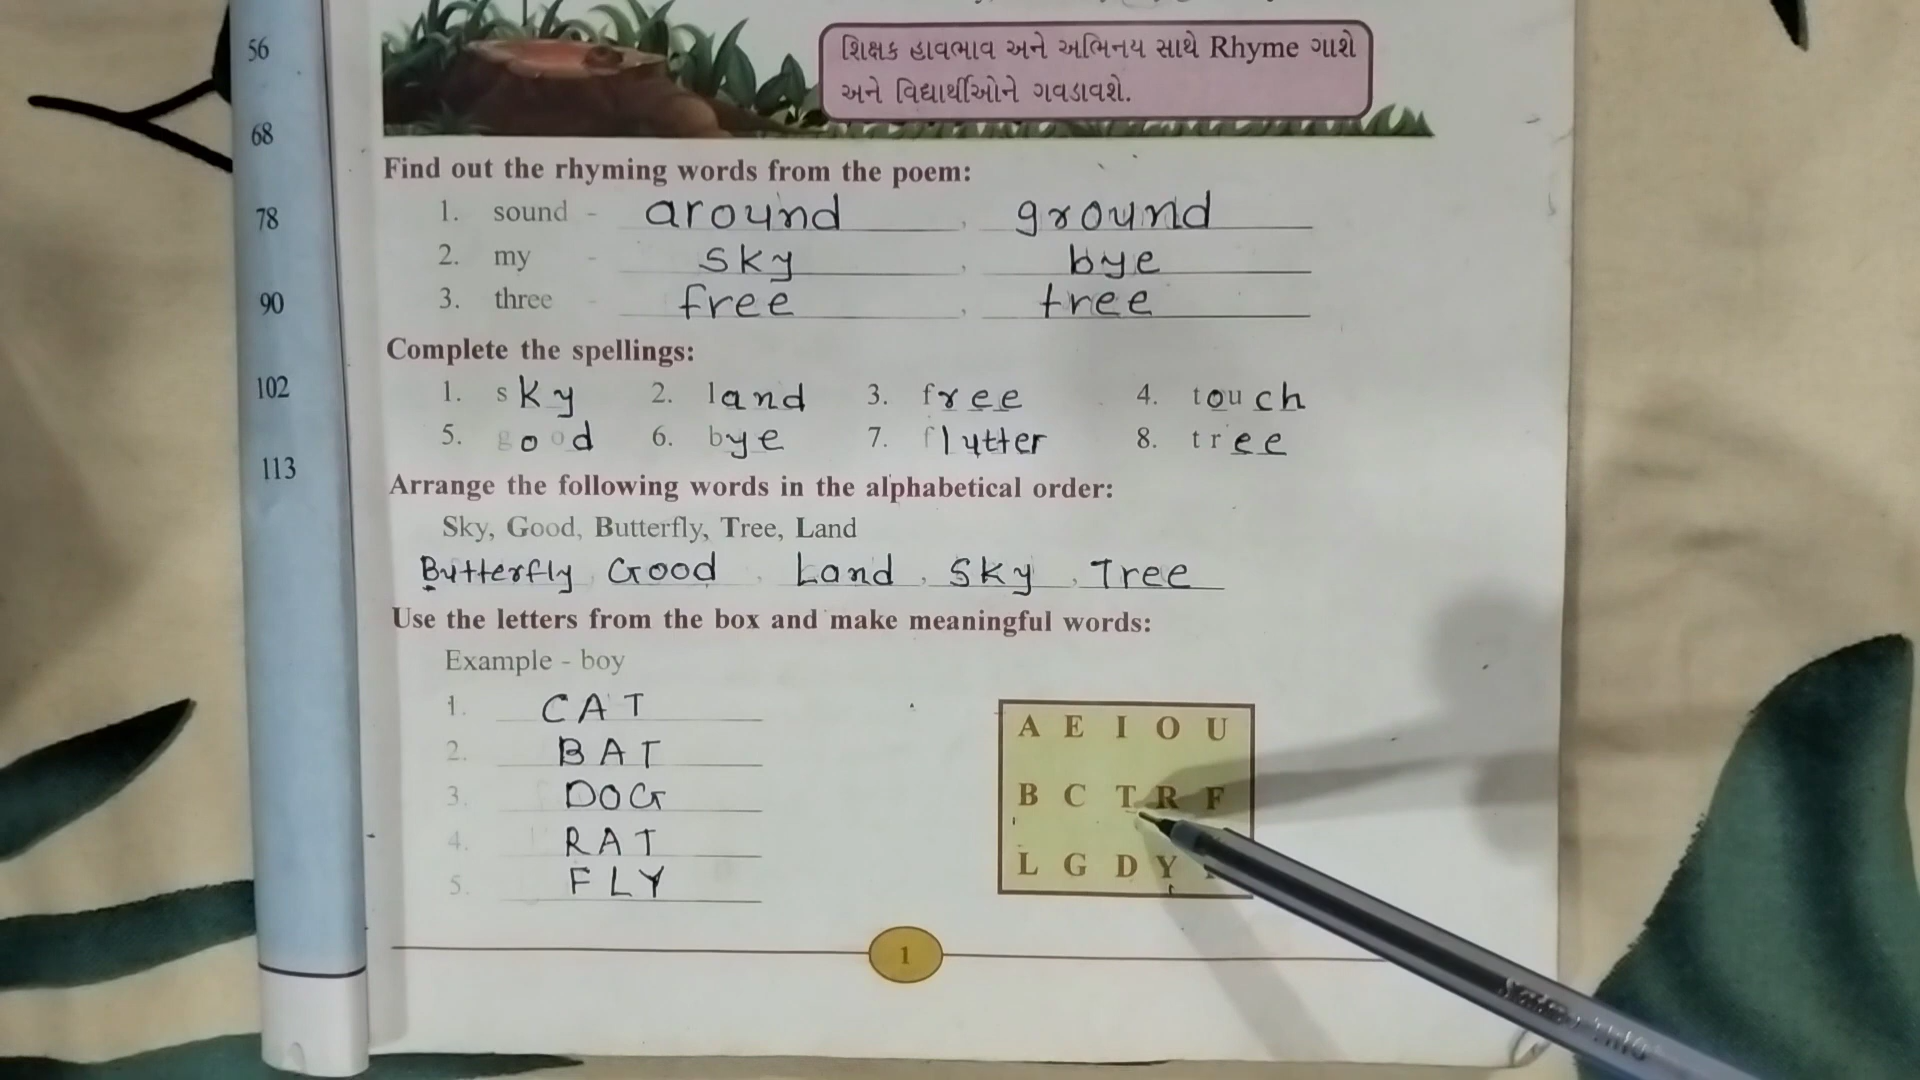 56
68
78
90
102
113
શિક્ષક હાવભાવ અને અભિનય સાથે Rhyme ગાશે
અને વિદ્યાર્થીઓને ગવડાવશે.
Find out the rhyming words from the poem:
1. sound - around, ground
2. my - sky, bye
3. three - free, tree
Complete the spellings:
1. sky 2. land 3. free 4. touch
5. good 6. bye 7. flutter 8. tree
Arrange the following words in the alphabetical order:
Sky, Good, Butterfly, Tree, Land
Butterfly, Good, Land, Sky, Tree
Use the letters from the box and make meaningful words:
Example - boy
1. CAT
2. BAT
3. DOG
4. RAT
5. FLY
A E I O U
B C T R F
L G D Y
1